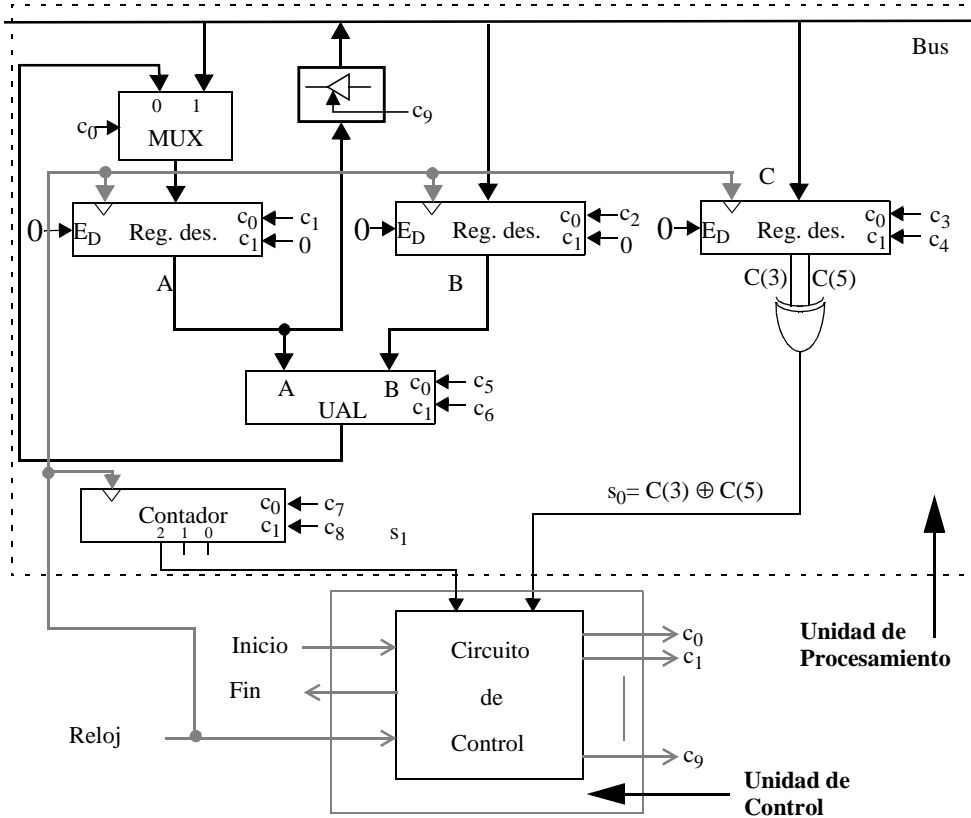 Bus
0 1
c0
MUX
c9
C
0 ED Reg. des. c0 c1
c1 0
0 ED Reg. des. c0 c2
c1 0
0 ED Reg. des. c0 c3
c1 c4
A
B
C(3) C(5)
A B c0 c5
UAL c1 c6
s0= C(3) ⊕ C(5)
Contador c0 c7
2 1 0 c1 c8
s1
Inicio
Fin
Reloj
Circuito
de
Control
c0
c1
c9
Unidad de
Procesamiento
Unidad de
Control